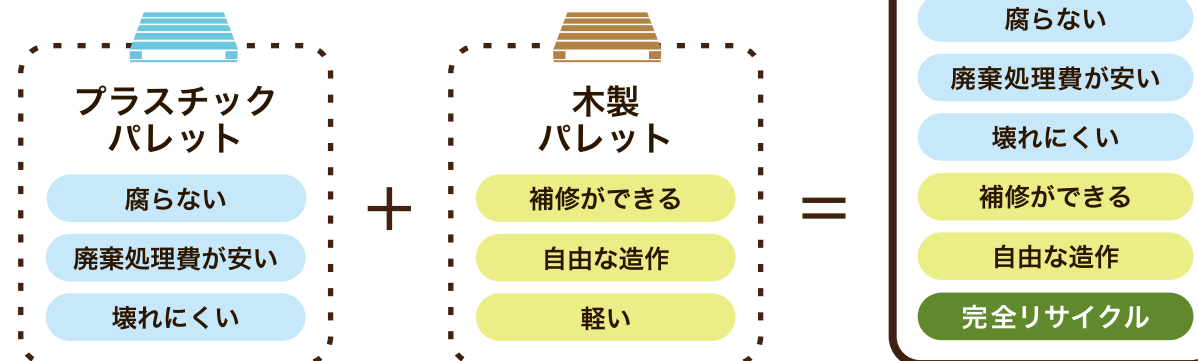 プラスチック
パレット
腐らない
廃棄処理費が安い
壊れにくい
+
木製
パレット
補修ができる
自由な造作
軽い
=
腐らない
廃棄処理費が安い
壊れにくい
補修ができる
自由な造作
完全リサイクル